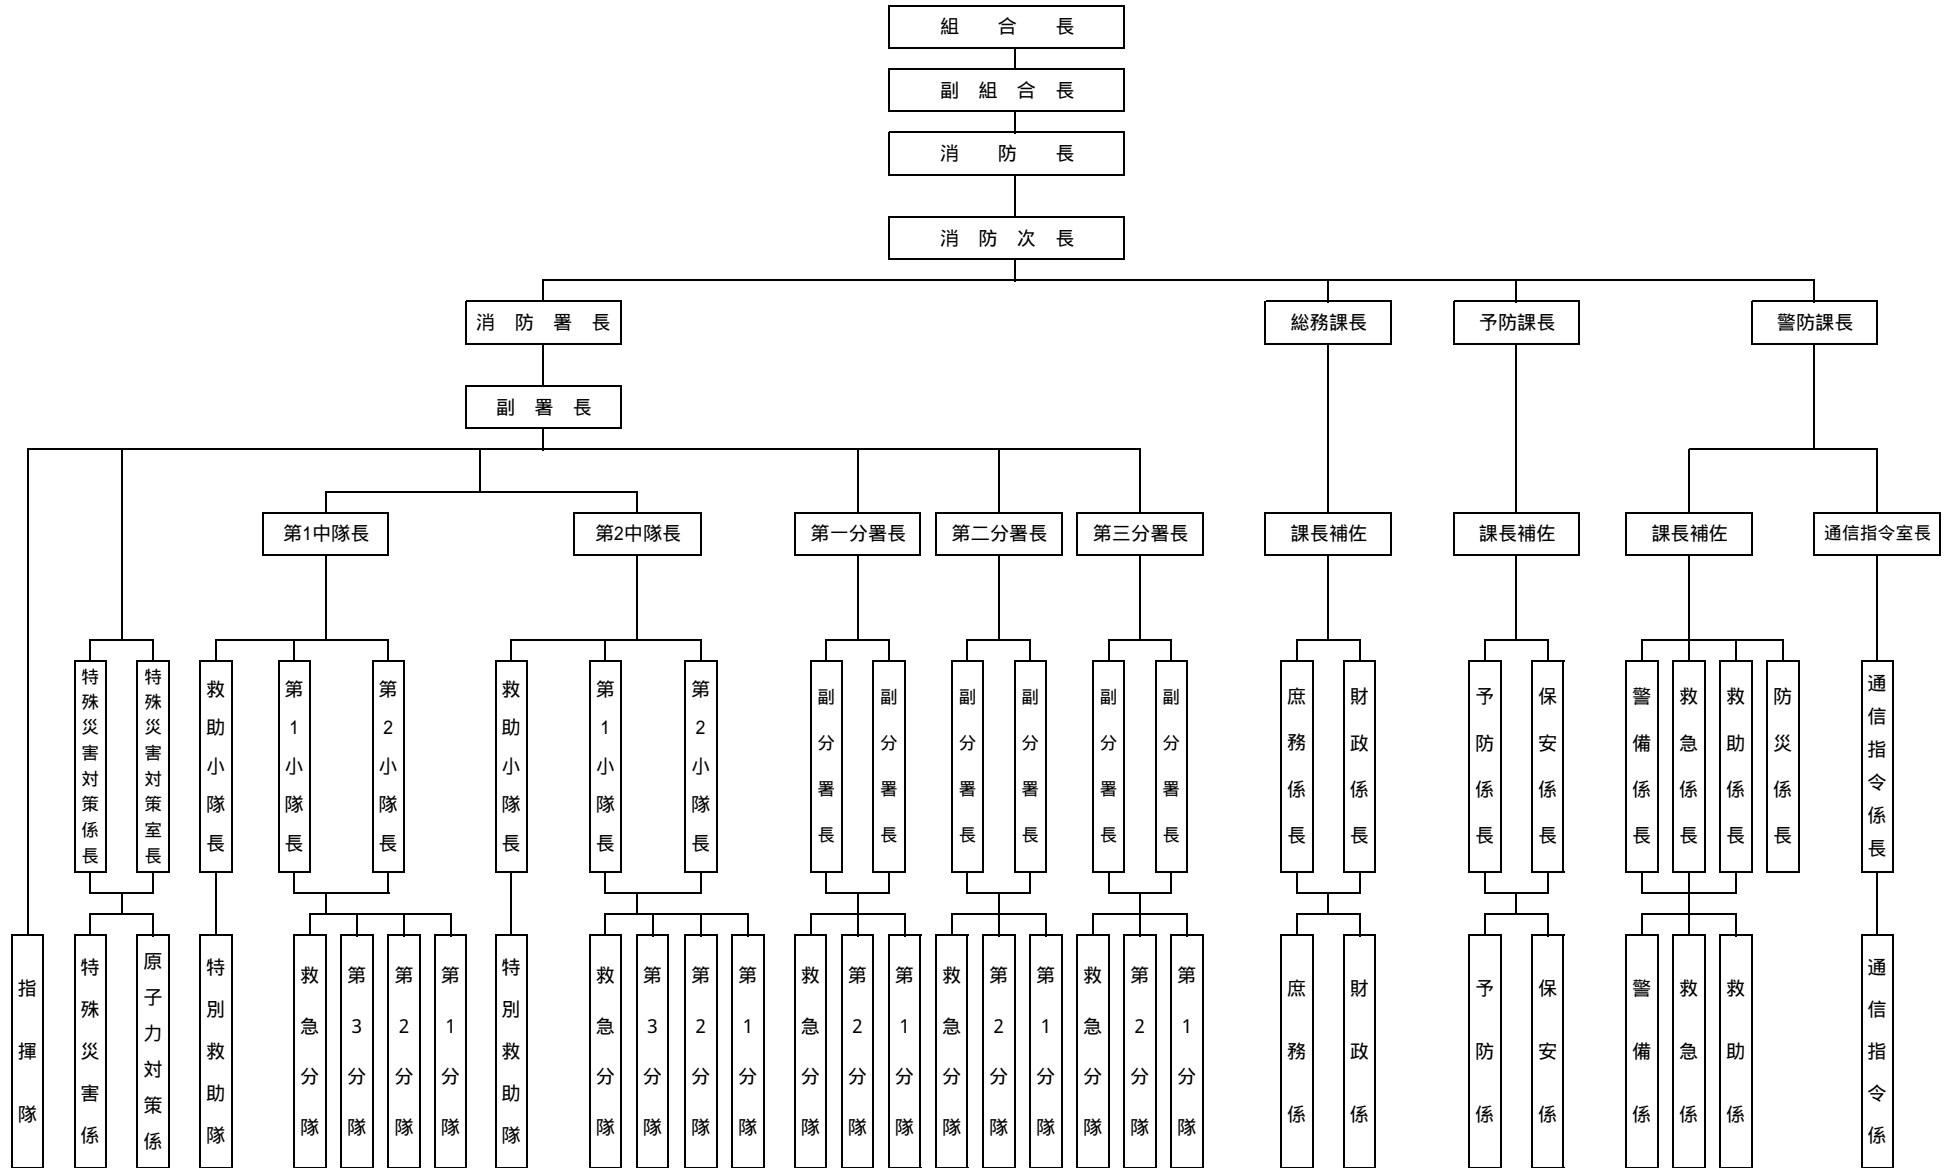 組　合　長
副 組 合 長
消　防　長
消 防 次 長
消 防 署 長
総務課長
予防課長
警防課長
副 署 長
第1中隊長
第2中隊長
第一分署長
第二分署長
第三分署長
課長補佐
課長補佐
課長補佐
通信指令室長
特殊災害対策係長
特殊災害対策室長
救助小隊長
第1小隊長
第2小隊長
救助小隊長
第1小隊長
第2小隊長
副分署長
副分署長
副分署長
副分署長
副分署長
副分署長
庶務係長
財政係長
予防係長
保安係長
警備係長
救急係長
救助係長
防災係長
通信指令係長
指揮隊
特殊災害係
原子力対策係
特別救助隊
救急分隊
第3分隊
第2分隊
第1分隊
特別救助隊
救急分隊
第3分隊
第2分隊
第1分隊
救急分隊
第2分隊
第1分隊
救急分隊
第2分隊
第1分隊
救急分隊
第2分隊
第1分隊
庶務係
財政係
予防係
保安係
警備係
救急係
救助係
通信指令係